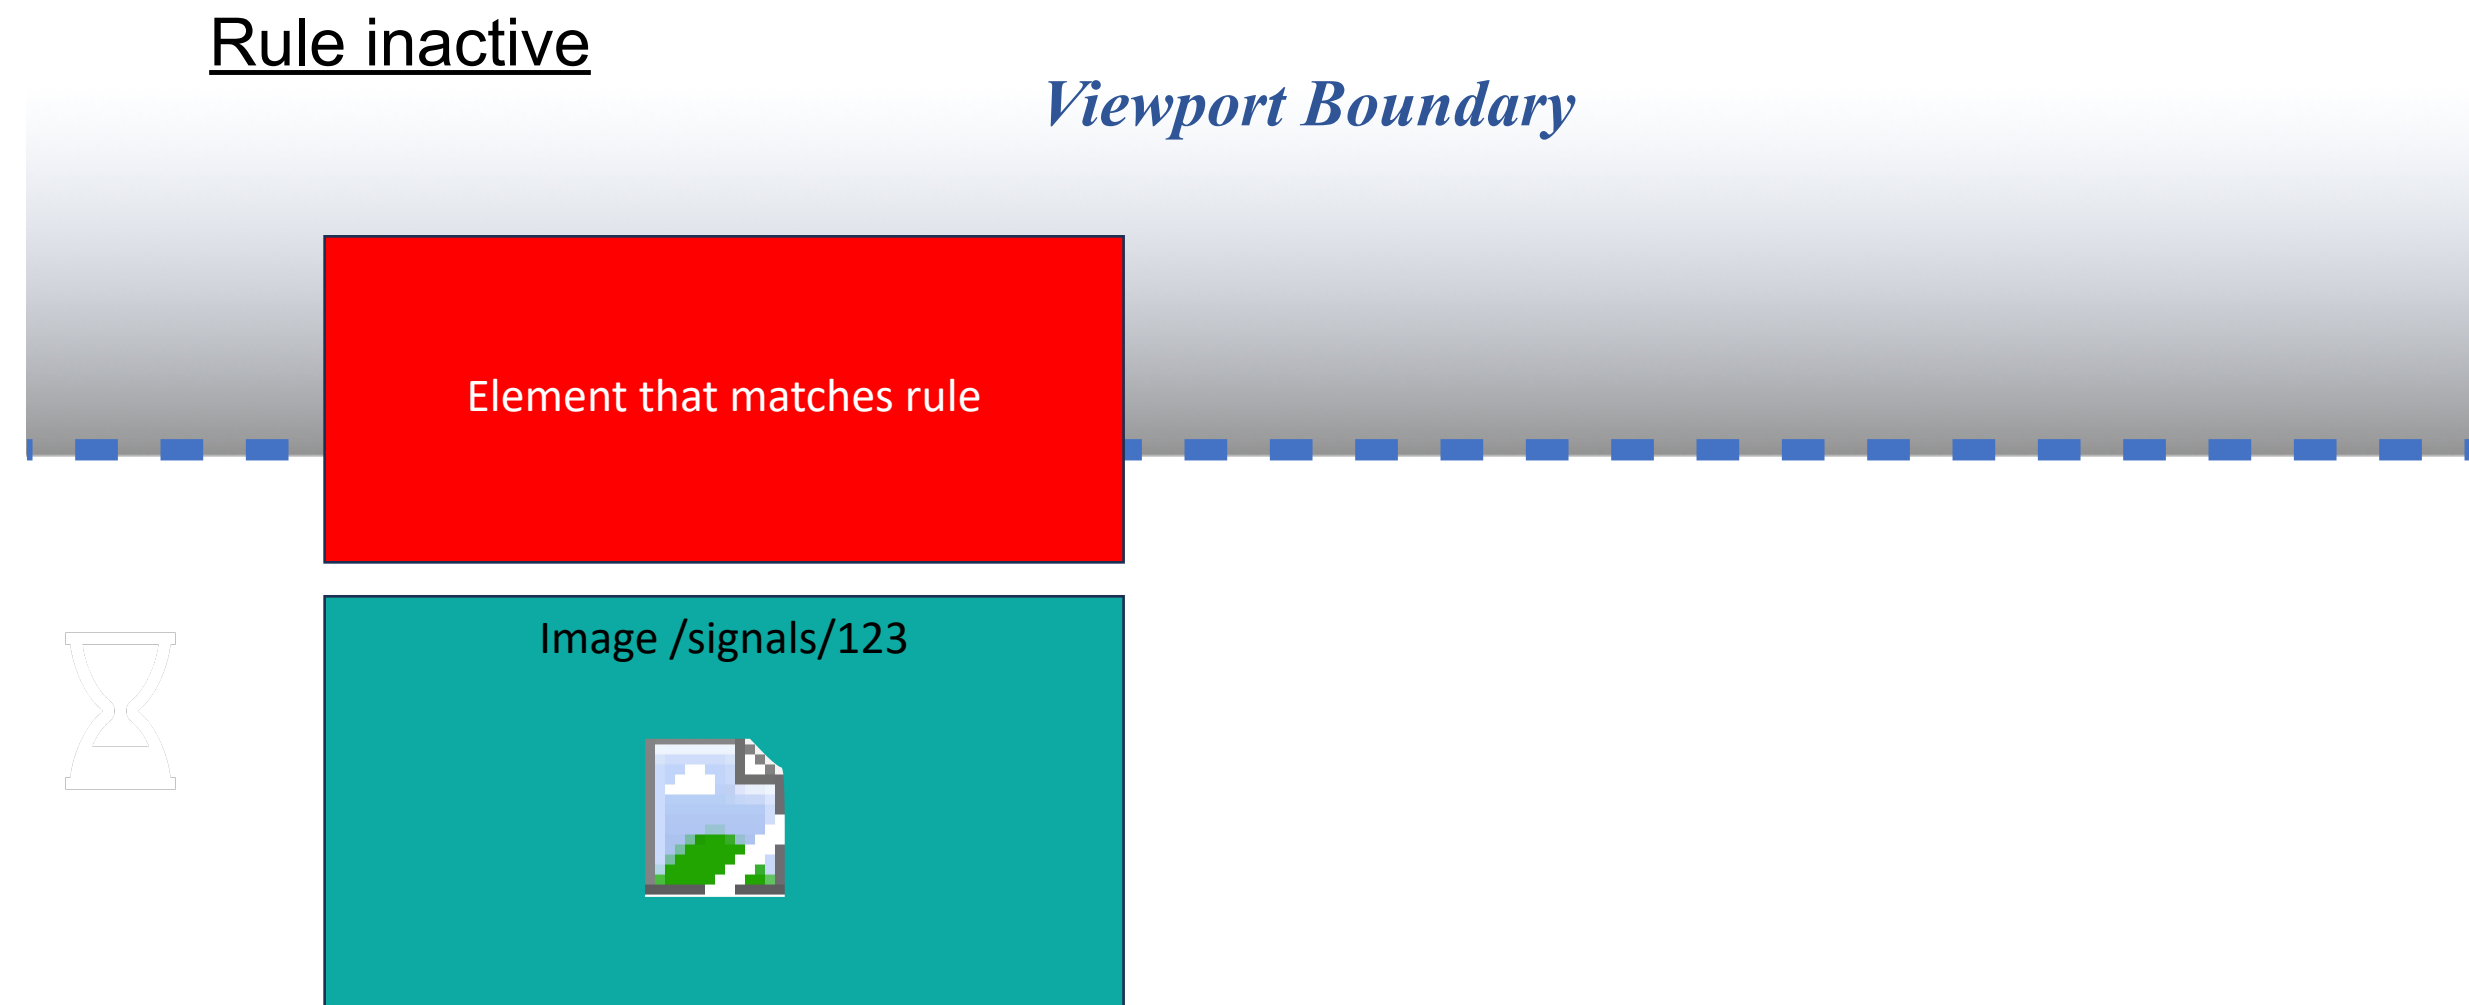 Rule inactive
Viewport Boundary
Element that matches rule
Image /signals/123